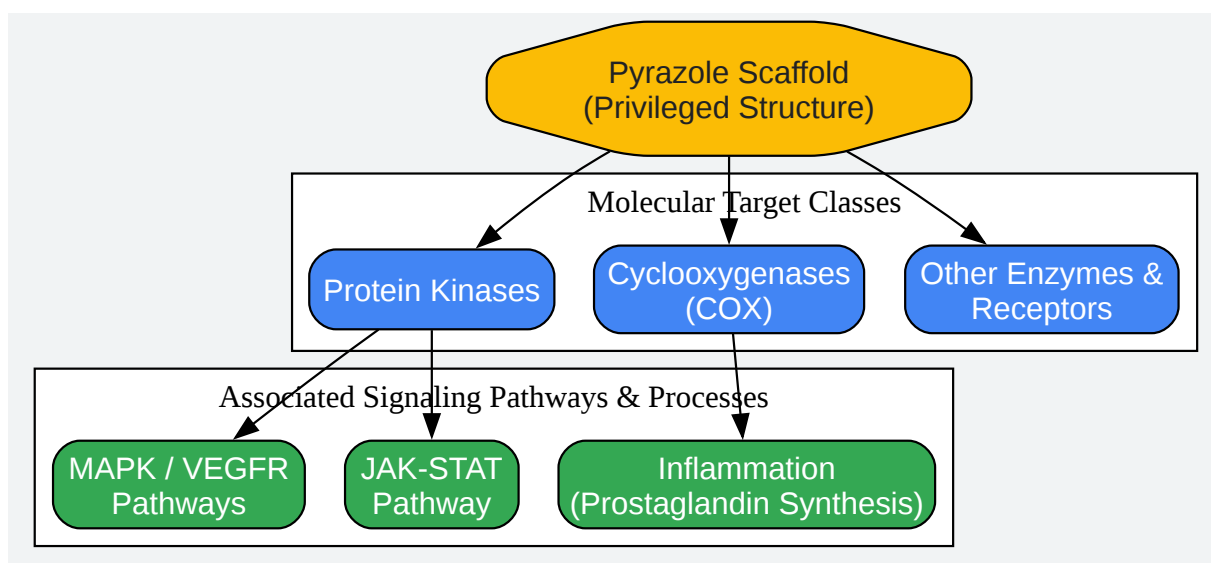 Pyrazole Scaffold
(Privileged Structure)
Molecular Target Classes
Protein Kinases
Cyclooxygenases
(COX)
Other Enzymes &
Receptors
Associated Signaling Pathways & Processes
MAPK / VEGFR
Pathways
JAK-STAT
Pathway
Inflammation
(Prostaglandin Synthesis)